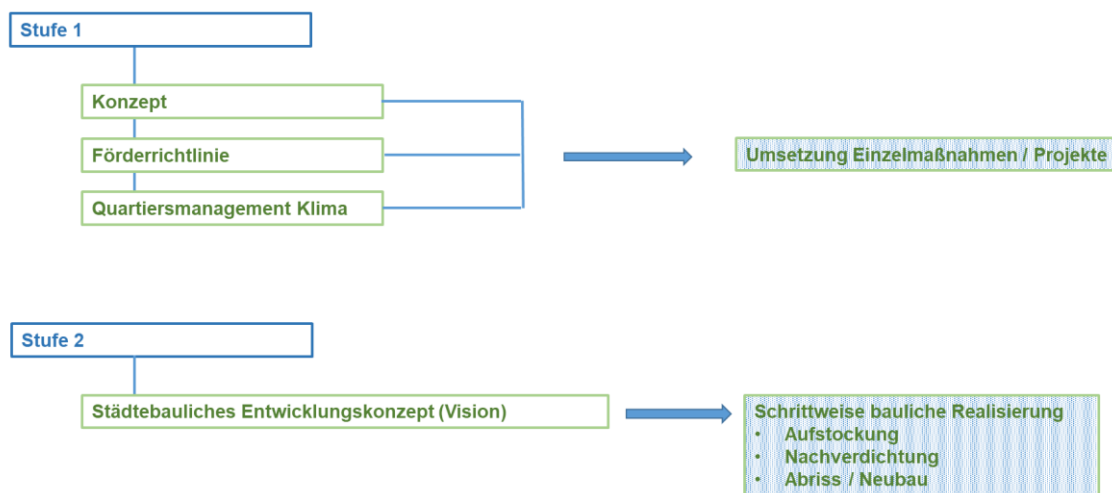 Stufe 1
Konzept
Förderrichtlinie
Quartiersmanagement Klima
Umsetzung Einzelmaßnahmen / Projekte
Stufe 2
Städtebauliches Entwicklungskonzept (Vision)
Schrittweise bauliche Realisierung
• Aufstockung
• Nachverdichtung
• Abriss / Neubau